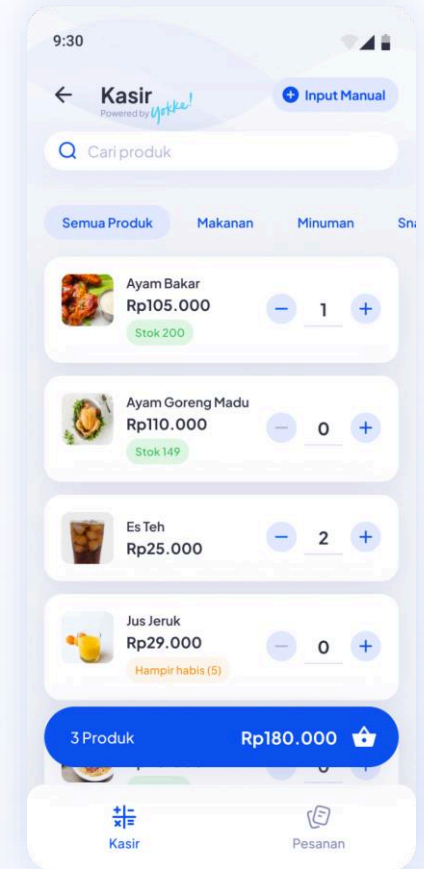 9:30
Kasir
Powered by yokke!
Input Manual
Cari produk
Semua Produk Makanan Minuman
Ayam Bakar
Rp105.000
1
Stok 200
Ayam Goreng Madu
Rp110.000
0
Stok 149
Es Teh
Rp25.000
2
Jus Jeruk
Rp29.000
0
Hampir habis (5)
3 Produk Rp180.000
Kasir Pesanan